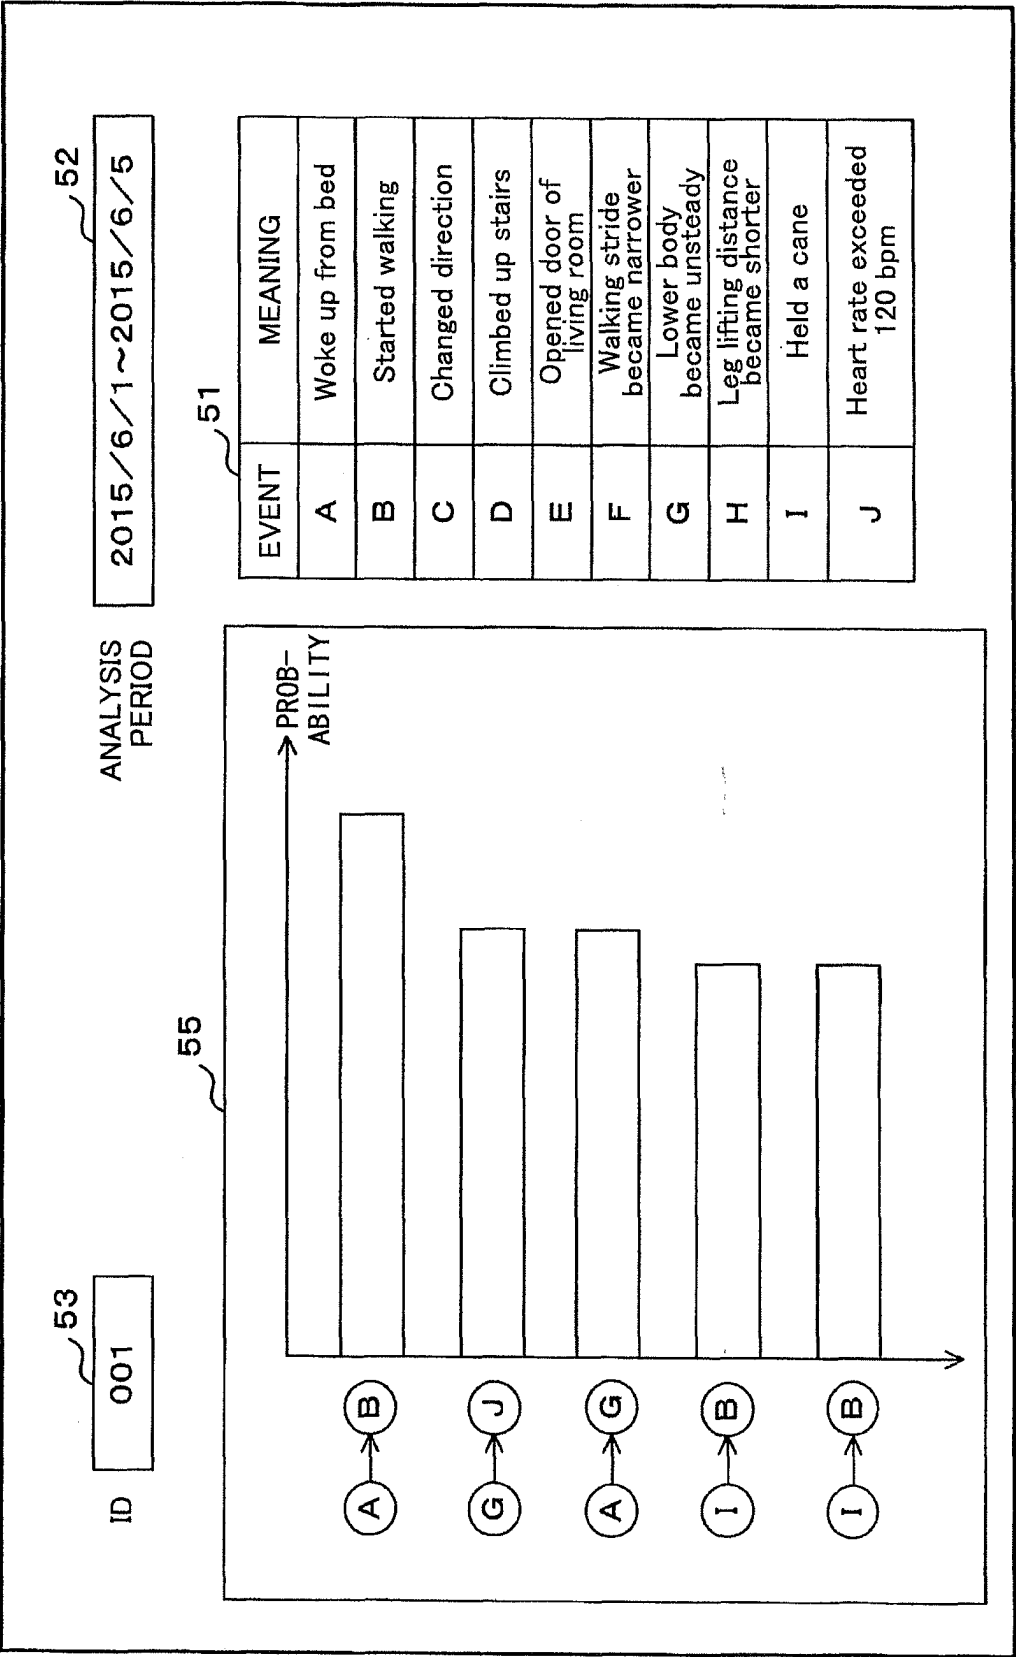 53
ID 001
52
ANALYSIS
PERIOD
2015/6/1~2015/6/5
55
PROB-
ABILITY
A B
G J
A G
I B
I B
51
EVENT MEANING
A Woke up from bed
B Started walking
C Changed direction
D Climbed up stairs
E Opened door of
living room
F Walking stride
became narrower
G Lower body
became unsteady
H Leg lifting distance
became shorter
I Held a cane
J Heart rate exceeded
120 bpm